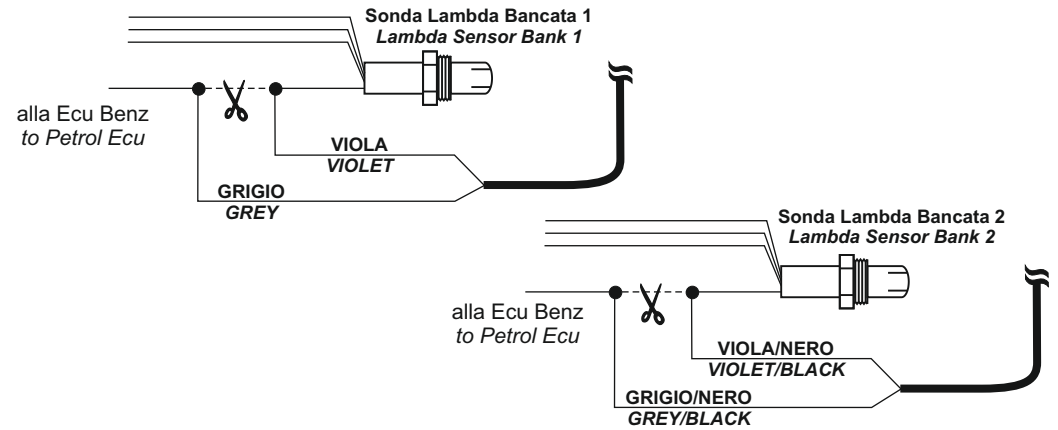 Sonda Lambda Bancata 1
Lambda Sensor Bank 1
alla Ecu Benz
to Petrol Ecu
VIOLA
VIOLET
GRIGIO
GREY
Sonda Lambda Bancata 2
Lambda Sensor Bank 2
alla Ecu Benz
to Petrol Ecu
VIOLA/NERO
VIOLET/BLACK
GRIGIO/NERO
GREY/BLACK